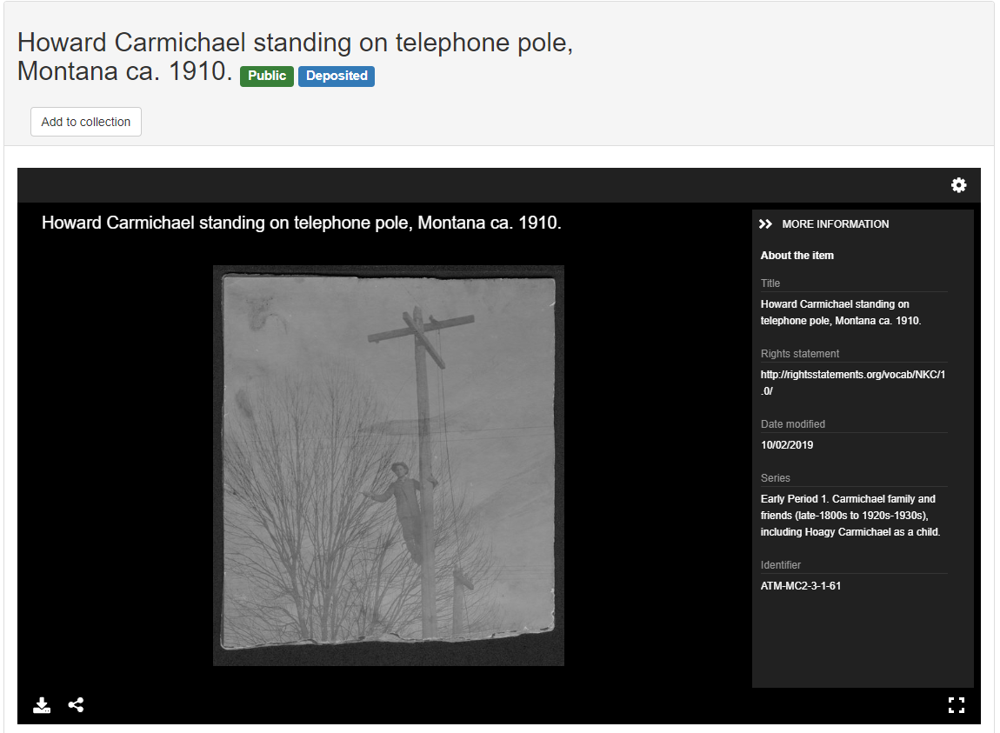 Howard Carmichael standing on telephone pole,
Montana ca. 1910. Public Deposited
Add to collection
Howard Carmichael standing on telephone pole, Montana ca. 1910.
MORE INFORMATION
About the item
Title
Howard Carmichael standing on
telephone pole, Montana ca. 1910.
Rights statement
http://rightsstatements.org/vocab/NKC/1
.0/
Date modified
10/02/2019
Series
Early Period 1. Carmichael family and
friends (late-1800s to 1920s-1930s),
including Hoagy Carmichael as a child.
Identifier
ATM-MC2-3-1-61